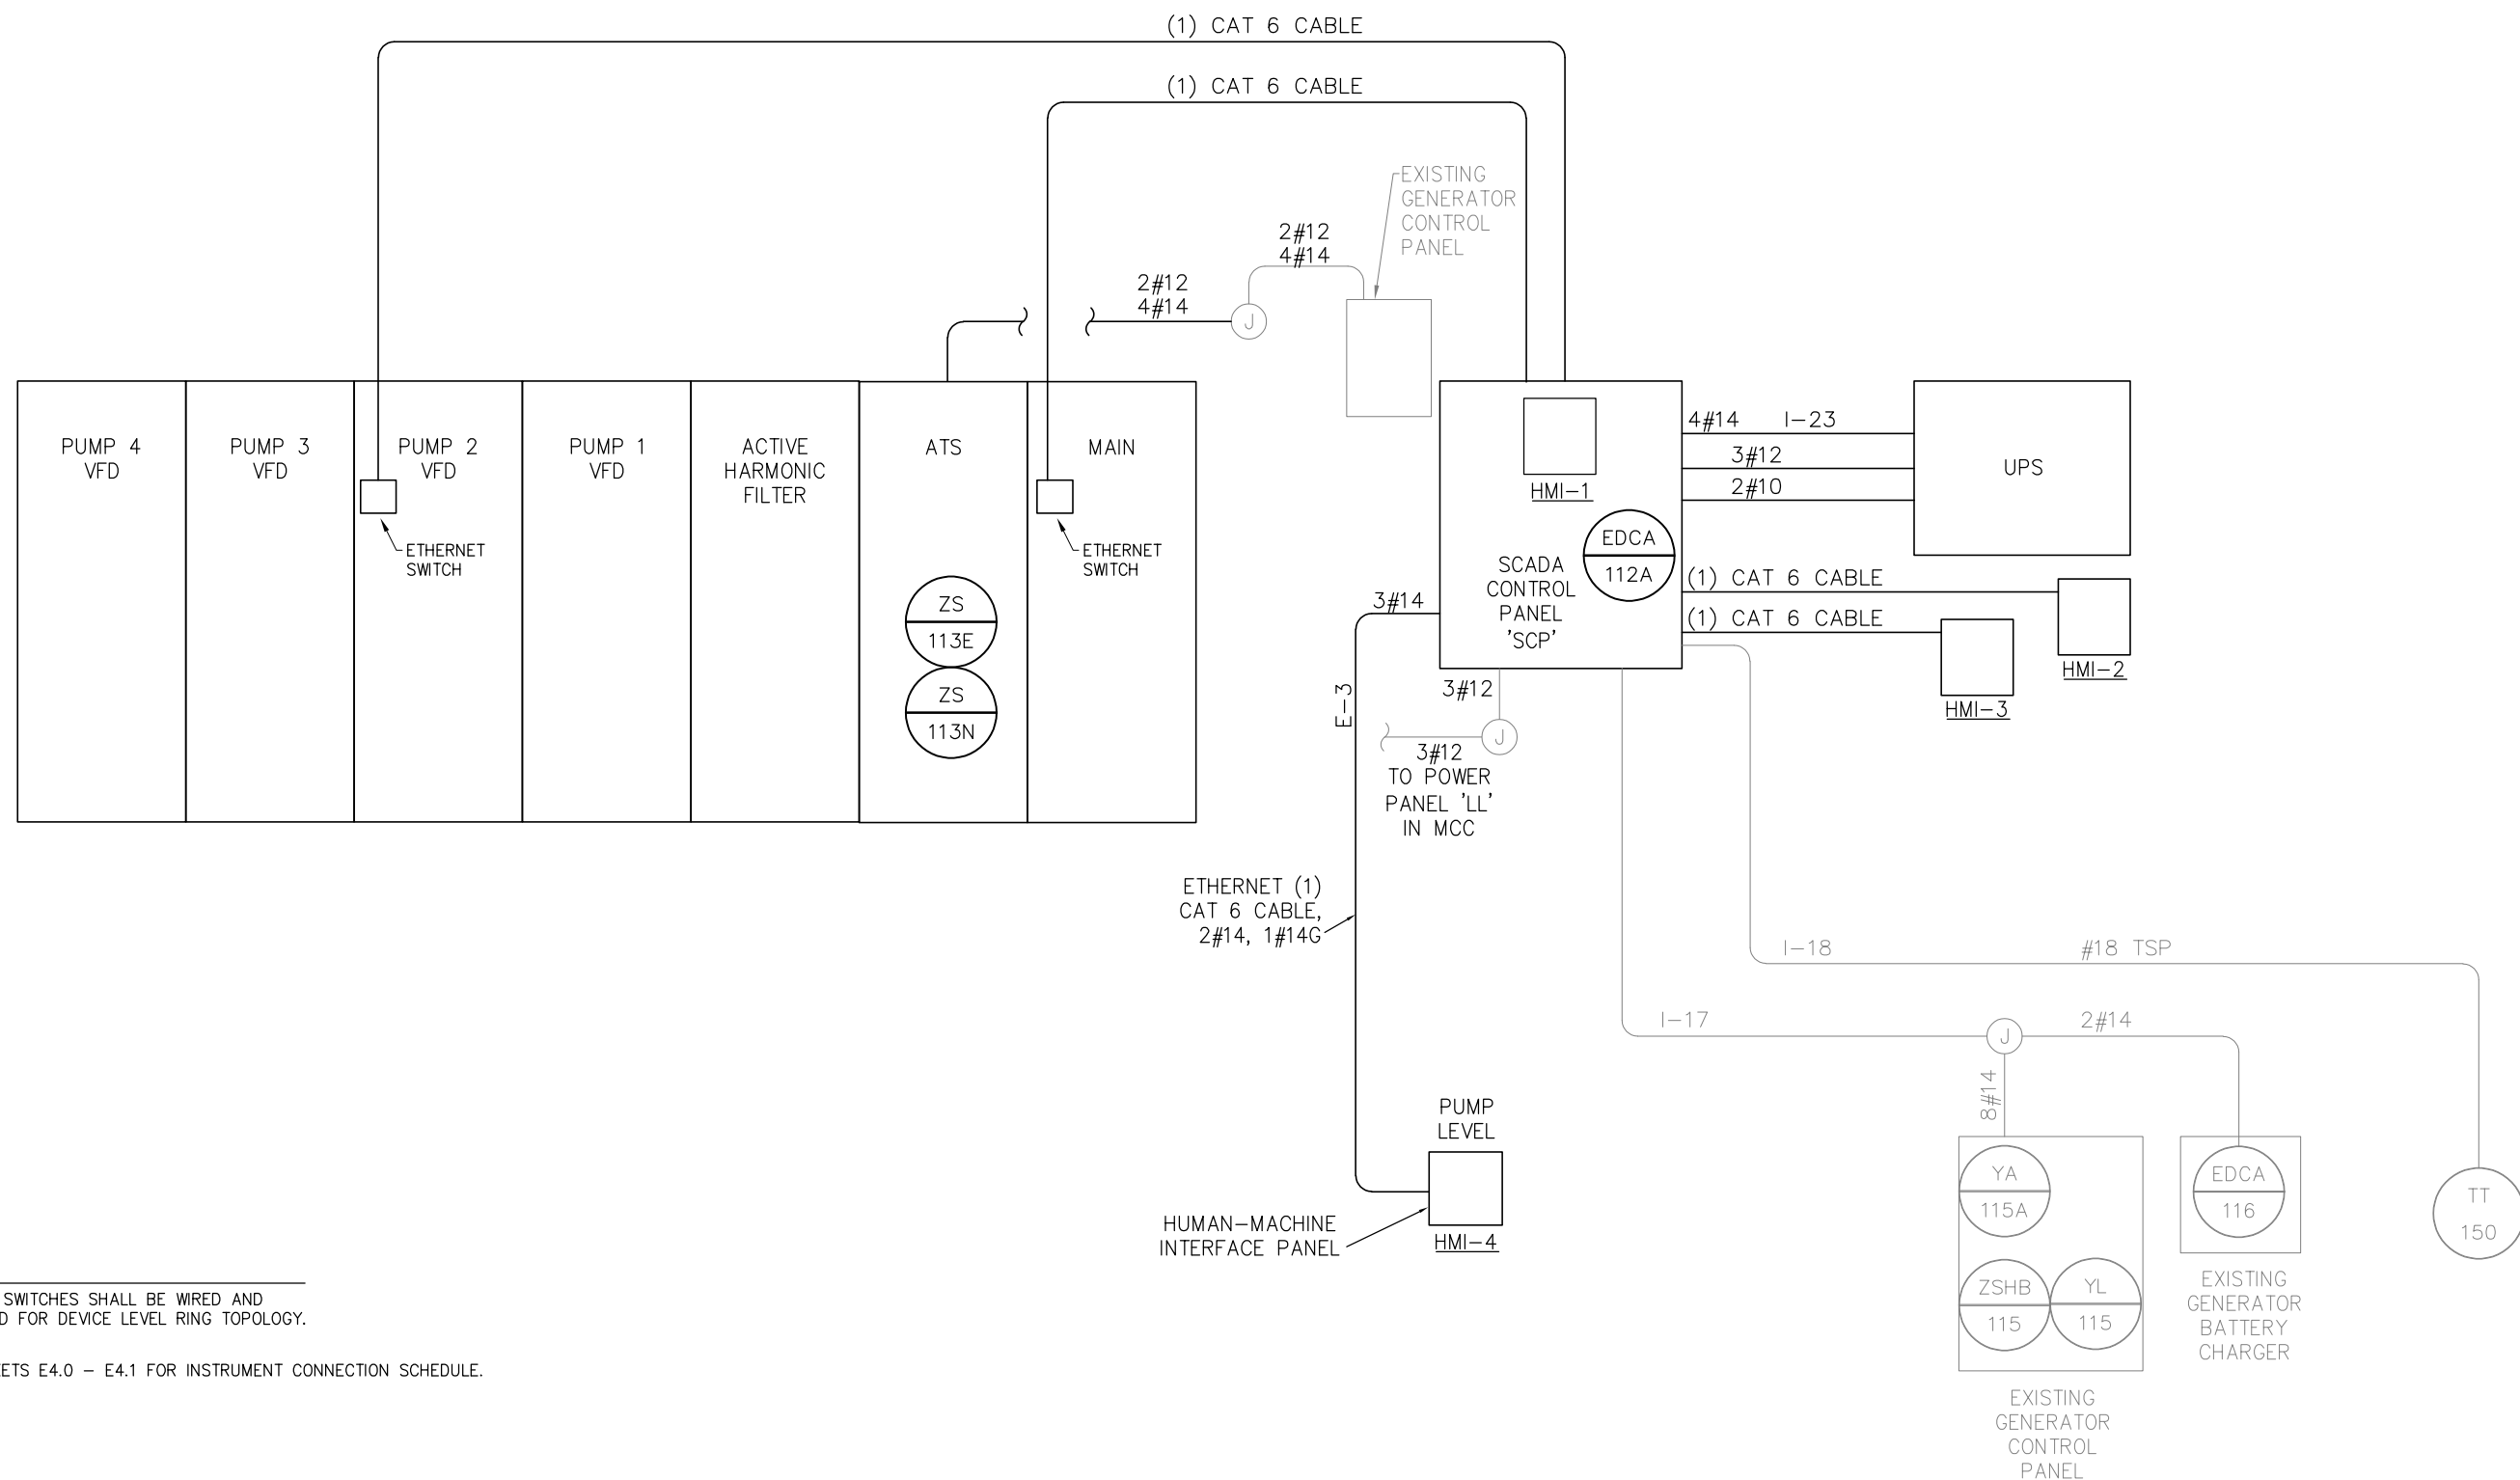 (1) CAT 6 CABLE
(1) CAT 6 CABLE
EXISTING
GENERATOR
CONTROL
PANEL
2#12
4#14
2#12
4#14
J
PUMP 4
VFD
PUMP 3
VFD
PUMP 2
VFD
PUMP 1
VFD
ACTIVE
HARMONIC
FILTER
ATS
MAIN
ETHERNET
SWITCH
ETHERNET
SWITCH
ZS
113E
ZS
113N
HMI-1
EDCA
112A
SCADA
CONTROL
PANEL
'SCP'
4#14 I-23
3#12
2#10
UPS
(1) CAT 6 CABLE
(1) CAT 6 CABLE
HMI-2
HMI-3
3#14
E-3
3#12
J
3#12
TO POWER
PANEL 'LL'
IN MCC
ETHERNET (1)
CAT 6 CABLE,
2#14, 1#14G
I-18 #18 TSP
I-17
J
2#14
8#14
PUMP
LEVEL
HUMAN-MACHINE
INTERFACE PANEL
HMI-4
YA
115A
ZSHB
115
YL
115
EDCA
116
TT
150
EXISTING
GENERATOR
BATTERY
CHARGER
EXISTING
GENERATOR
CONTROL
PANEL
SWITCHES SHALL BE WIRED AND
FOR DEVICE LEVEL RING TOPOLOGY.
E4.0 - E4.1 FOR INSTRUMENT CONNECTION SCHEDULE.